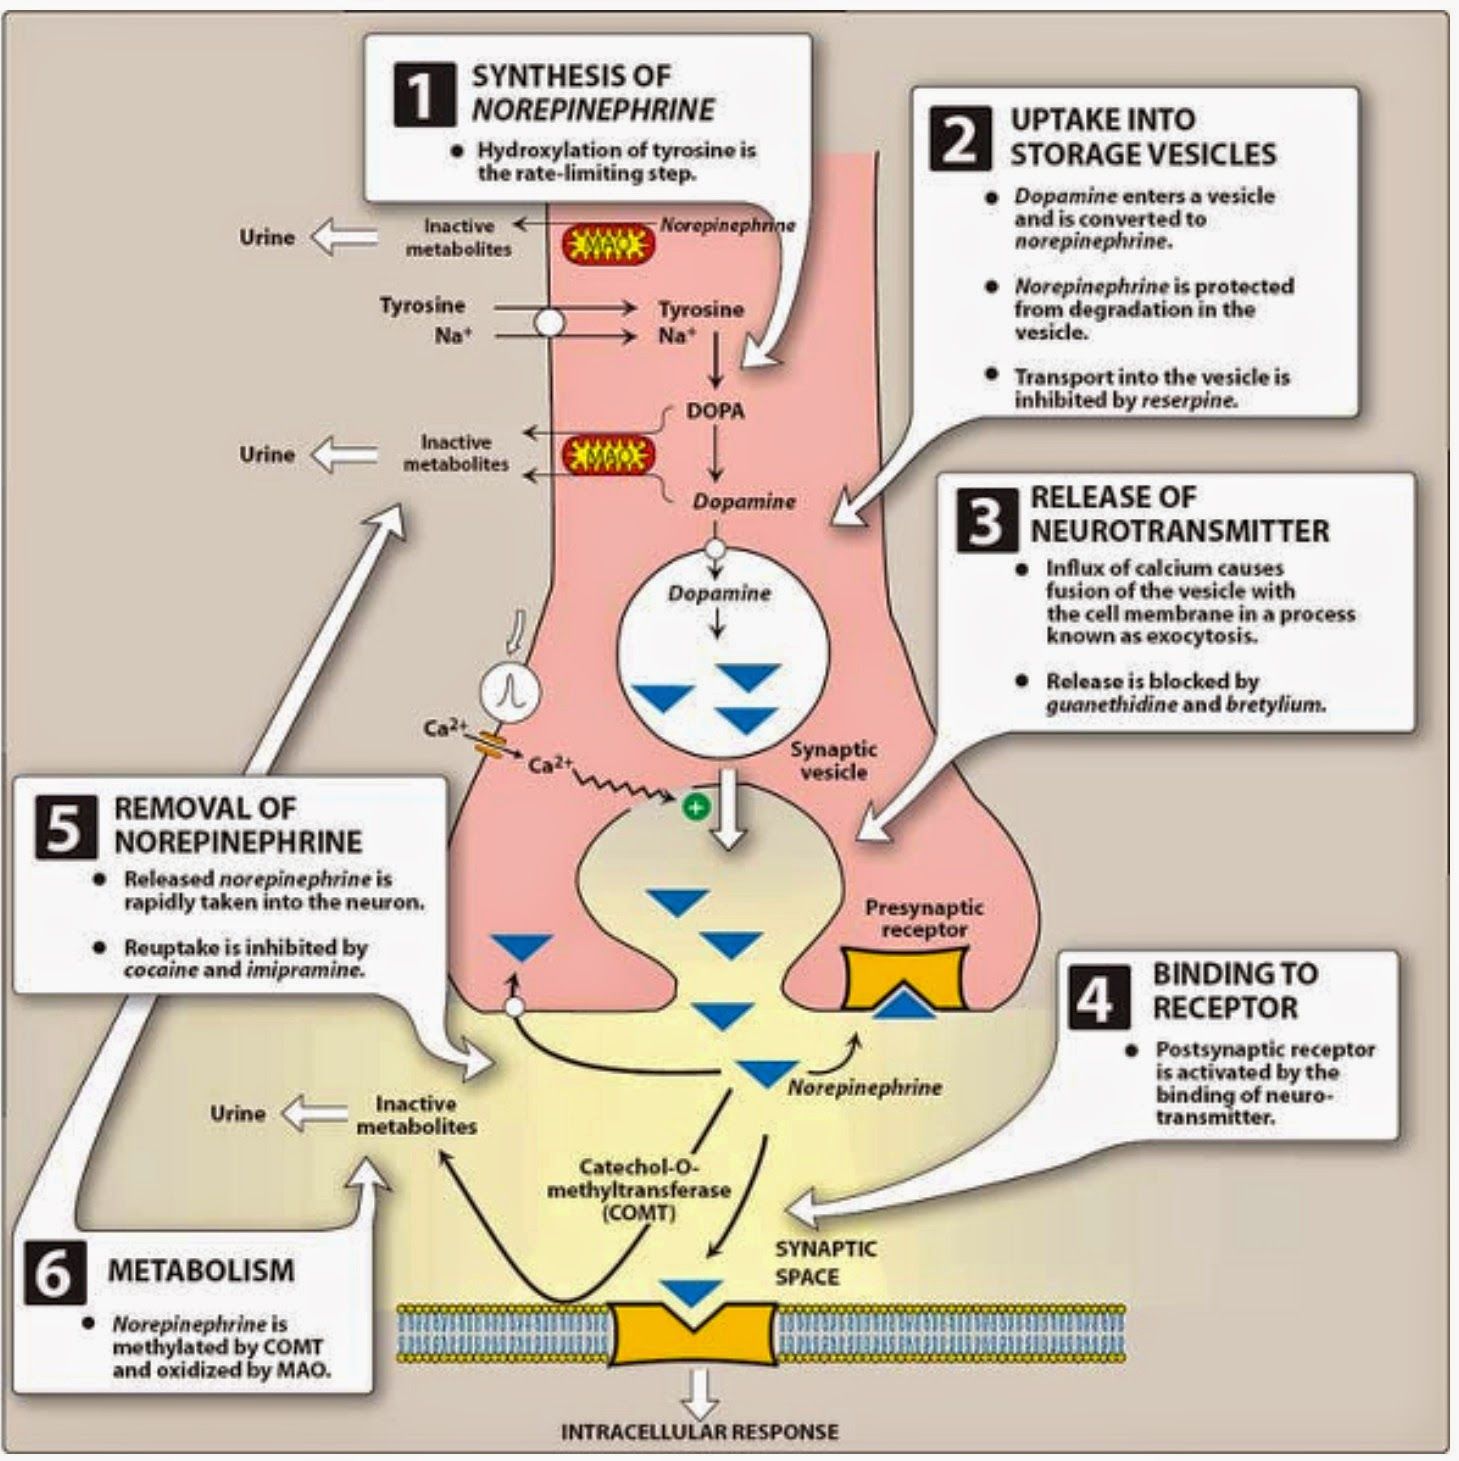 1
SYNTHESIS OF
NOREPINEPHRINE
● Hydroxylation of tyrosine is
the rate-limiting step.
2
UPTAKE INTO
STORAGE VESICLES
● Dopamine enters a vesicle
and is converted to
norepinephrine.
● Norepinephrine is protected
from degradation in the
vesicle.
● Transport into the vesicle is
inhibited by reserpine.
Urine
Inactive
metabolites
MAO
Norepinephrine
Tyrosine
Tyrosine
Na⁺
Na⁺
DOPA
Urine
Inactive
metabolites
MAO
Dopamine
Dopamine
3
RELEASE OF
NEUROTRANSMITTER
● Influx of calcium causes
fusion of the vesicle with
the cell membrane in a process
known as exocytosis.
● Release is blocked by
guanethidine and bretylium.
Ca²⁺
Ca²⁺
+
Synaptic
vesicle
5
REMOVAL OF
NOREPINEPHRINE
● Released norepinephrine is
rapidly taken into the neuron.
● Reuptake is inhibited by
cocaine and imipramine.
Presynaptic
receptor
4
BINDING TO
RECEPTOR
● Postsynaptic receptor
is activated by the
binding of neuro-
transmitter.
Norepinephrine
Urine
Inactive
metabolites
Catechol-O-
methyltransferase
(COMT)
SYNAPTIC
SPACE
6
METABOLISM
● Norepinephrine is
methylated by COMT
and oxidized by MAO.
INTRACELLULAR RESPONSE